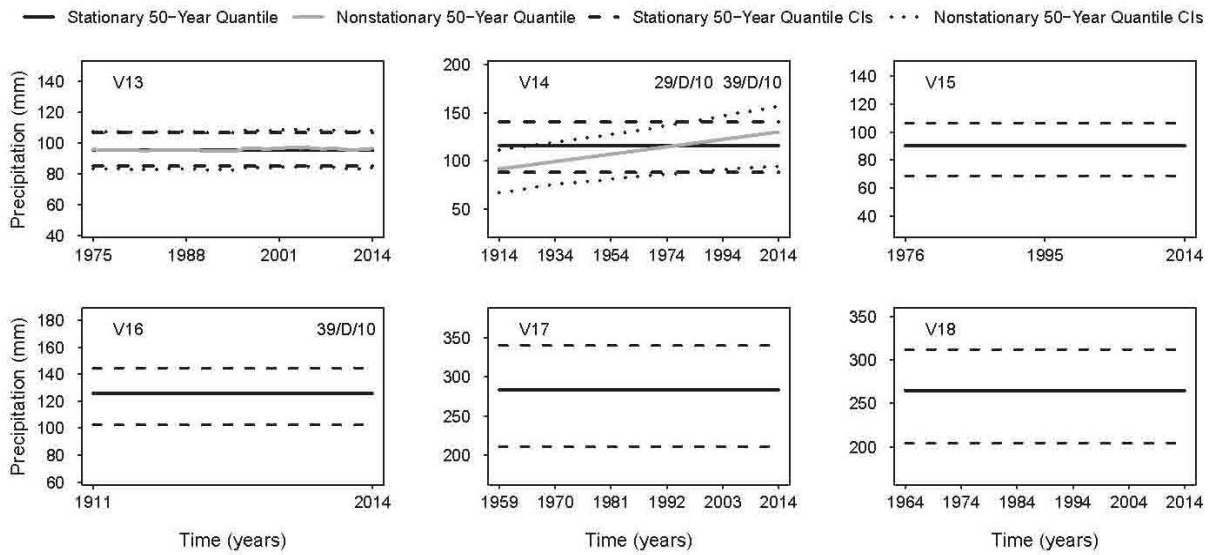 Stationary 50−Year Quantile Nonstationary 50−Year Quantile Stationary 50−Year Quantile CIs Nonstationary 50−Year Quantile CIs
Precipitation (mm)
V13
140
120
100
80
60
40
1975 1988 2001 2014
V14 29/D/10 39/D/10
200
150
100
50
1914 1934 1954 1974 1994 2014
V15
140
120
100
80
60
40
1976 1995 2014
Precipitation (mm)
V16 39/D/10
180
160
140
120
100
80
60
1911 2014
Time (years)
V17
350
300
250
200
1959 1970 1981 1992 2003 2014
Time (years)
V18
350
300
250
200
1964 1974 1984 1994 2004 2014
Time (years)